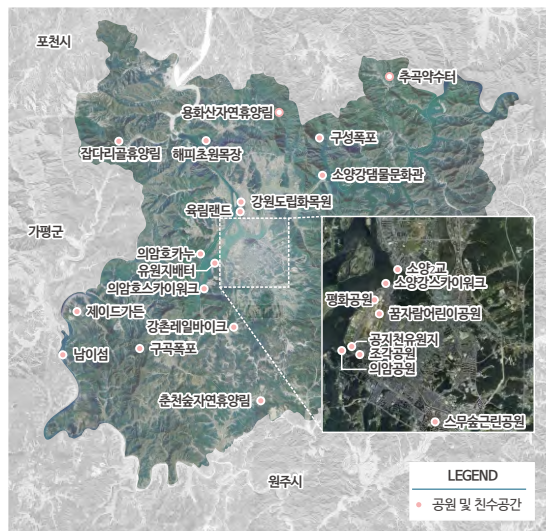 포천시
추곡약수터
용화산자연휴양림
집다리골휴양림
해피초원목장
구성폭포
소양강댐물문화관
강원도립화목원
육림랜드
가평군
의암호카누
유원지배터
의암호스카이워크
소양2교
소양강스카이워크
평화공원
꿈자람어린이공원
제이드가든
강촌레일바이크
공지천유원지
조각공원
의암공원
남이섬
구곡폭포
춘천숲자연휴양림
스무숲근린공원
원주시
LEGEND
공원 및 친수공간